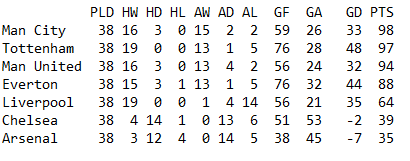 PLD HW HD HL AW AD AL GF GA GD PTS
Man City 38 16 3 0 15 2 2 59 26 33 98
Tottenham 38 19 0 0 13 1 5 76 28 48 97
Man United 38 16 3 0 13 4 2 56 24 32 94
Everton 38 15 3 1 13 1 5 76 32 44 88
Liverpool 38 19 0 0 1 4 14 56 21 35 64
Chelsea 38 4 14 1 0 13 6 51 53 -2 39
Arsenal 38 3 12 4 0 14 5 38 45 -7 35